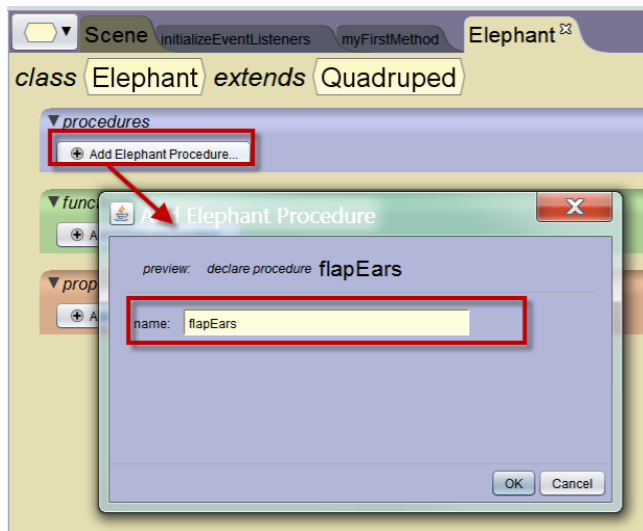 Scene initializeEventListeners myFirstMethod Elephant
class Elephant extends Quadruped
procedures
Add Elephant Procedure...
Add Elephant Procedure
preview: declare procedure flapEars
name: flapEars
OK Cancel